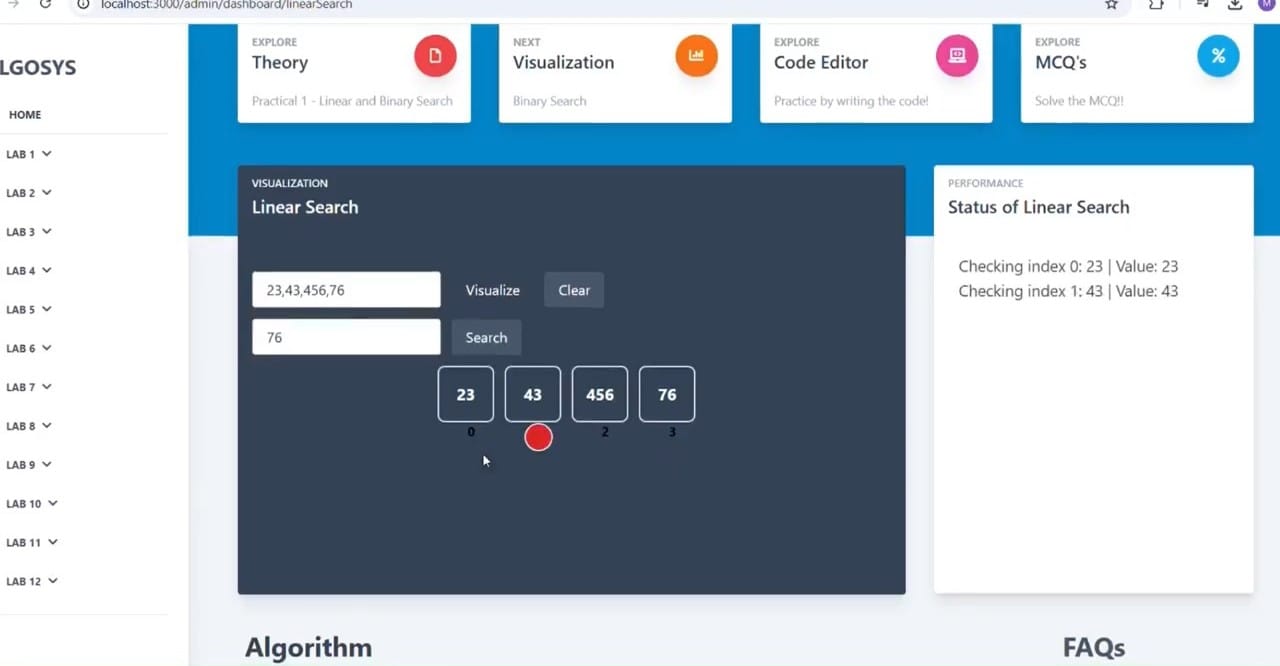 localhost:3000/admin/dashboard/linearSearch
M
LGOSYS
HOME
LAB 1
LAB 2
LAB 3
LAB 4
LAB 5
LAB 6
LAB 7
LAB 8
LAB 9
LAB 10
LAB 11
LAB 12
EXPLORE
Theory
Practical 1 - Linear and Binary Search
NEXT
Visualization
Binary Search
EXPLORE
Code Editor
Practice by writing the code!
EXPLORE
MCQ's
%
Solve the MCQ!!
VISUALIZATION
Linear Search
23,43,456,76 Visualize Clear
76 Search
23 43 456 76
0 2 3
PERFORMANCE
Status of Linear Search
Checking index 0: 23 | Value: 23
Checking index 1: 43 | Value: 43
Algorithm
FAQs